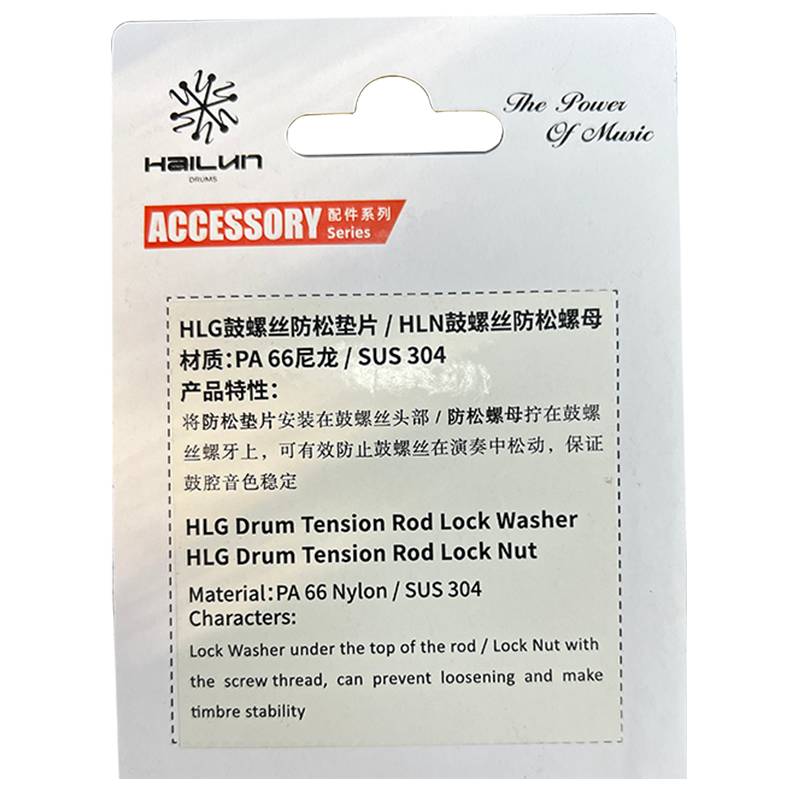 The Power
Of Music
HAILUN
DRUMS
ACCESSORY 配件系列
Series
HLG鼓螺丝防松垫片 / HLN鼓螺丝防松螺母
材质:PA 66尼龙 / SUS 304
产品特性:
将防松垫片安装在鼓螺丝头部 / 防松螺母拧在鼓螺
丝螺牙上，可有效防止鼓螺丝在演奏中松动，保证
鼓腔音色稳定
HLG Drum Tension Rod Lock Washer
HLG Drum Tension Rod Lock Nut
Material:PA 66 Nylon / SUS 304
Characters:
Lock Washer under the top of the rod / Lock Nut with
the screw thread, can prevent loosening and make
timbre stability